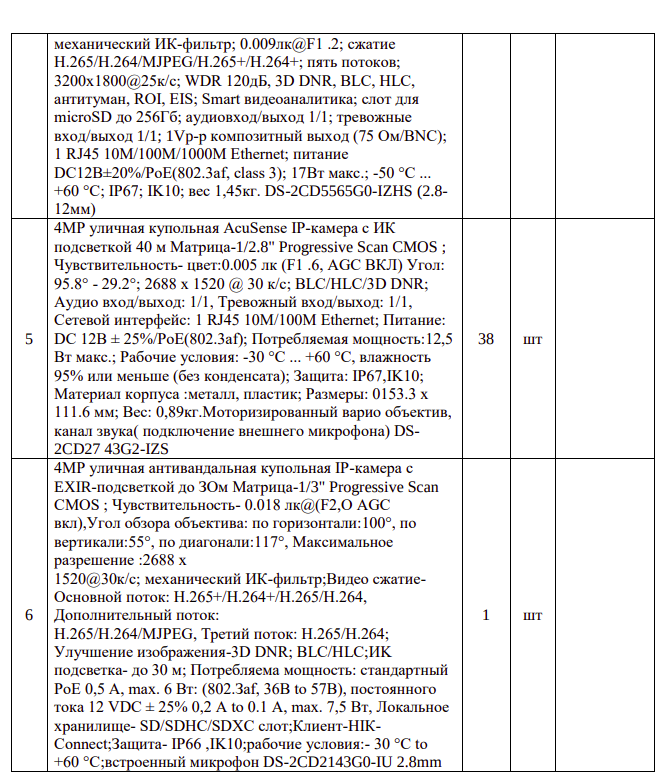 механический ИК-фильтр; 0.009лк@F1 .2; сжатие
H.265/H.264/MJPEG/H.265+/H.264+; пять потоков;
3200x1800@25к/с; WDR 120дБ, 3D DNR, BLC, HLC,
антитуман, ROI, EIS; Smart видеоаналитика; слот для
microSD до 256Гб; аудиовход/выход 1/1; тревожные
вход/выход 1/1; 1Vp-p композитный выход (75 Ом/BNC);
1 RJ45 10M/100M/1000M Ethernet; питание
DC12В±20%/PoE(802.3af, class 3); 17Вт макс.; -50 °C ...
+60 °C; IP67; IK10; вес 1,45кг. DS-2CD5565G0-IZHS (2.8-
12мм)
4MP уличная купольная AcuSense IP-камера с ИК
подсветкой 40 м Матрица-1/2.8" Progressive Scan CMOS ;
Чувствительность- цвет:0.005 лк (F1 .6, AGC ВКЛ) Угол:
95.8° - 29.2°; 2688 x 1520 @ 30 к/с; BLC/HLC/3D DNR;
Аудио вход/выход: 1/1, Тревожный вход/выход: 1/1,
Сетевой интерфейс: 1 RJ45 10M/100M Ethernet; Питание:
5 DC 12В ± 25%/PoE(802.3af); Потребляемая мощность:12,5 38 шт
Вт макс.; Рабочие условия: -30 °C ... +60 °C, влажность
95% или меньше (без конденсата); Защита: IP67,IK10;
Материал корпуса :металл, пластик; Размеры: 0153.3 x
111.6 мм; Вес: 0,89кг.Моторизированный варио объектив,
канал звука( подключение внешнего микрофона) DS-
2CD27 43G2-IZS
4MP уличная антивандальная купольная IP-камера с
EXIR-подсветкой до ЗОм Матрица-1/3" Progressive Scan
CMOS ; Чувствительность- 0.018 лк@(F2,O AGC
вкл),Угол обзора объектива: по горизонтали:100°, по
вертикали:55°, по диагонали:117°, Максимальное
разрешение :2688 x
1520@30к/с; механический ИК-фильтр;Видео сжатие-
Основной поток: H.265+/H.264+/H.265/H.264,
6 Дополнительный поток: 1 шт
H.265/H.264/MJPEG, Третий поток: H.265/H.264;
Улучшение изображения-3D DNR; BLC/HLC;ИК
подсветка- до 30 м; Потребляема мощность: стандартный
PoE 0,5 A, max. 6 Вт: (802.3af, 36В to 57В), постоянного
тока 12 VDC ± 25% 0,2 A to 0.1 A, max. 7,5 Вт, Локальное
хранилище- SD/SDHC/SDXC слот;Клиент-HIK-
Connect;Защита- IP66 ,IK10;рабочие условия:- 30 °C to
+60 °C;встроенный микрофон DS-2CD2143G0-IU 2.8mm